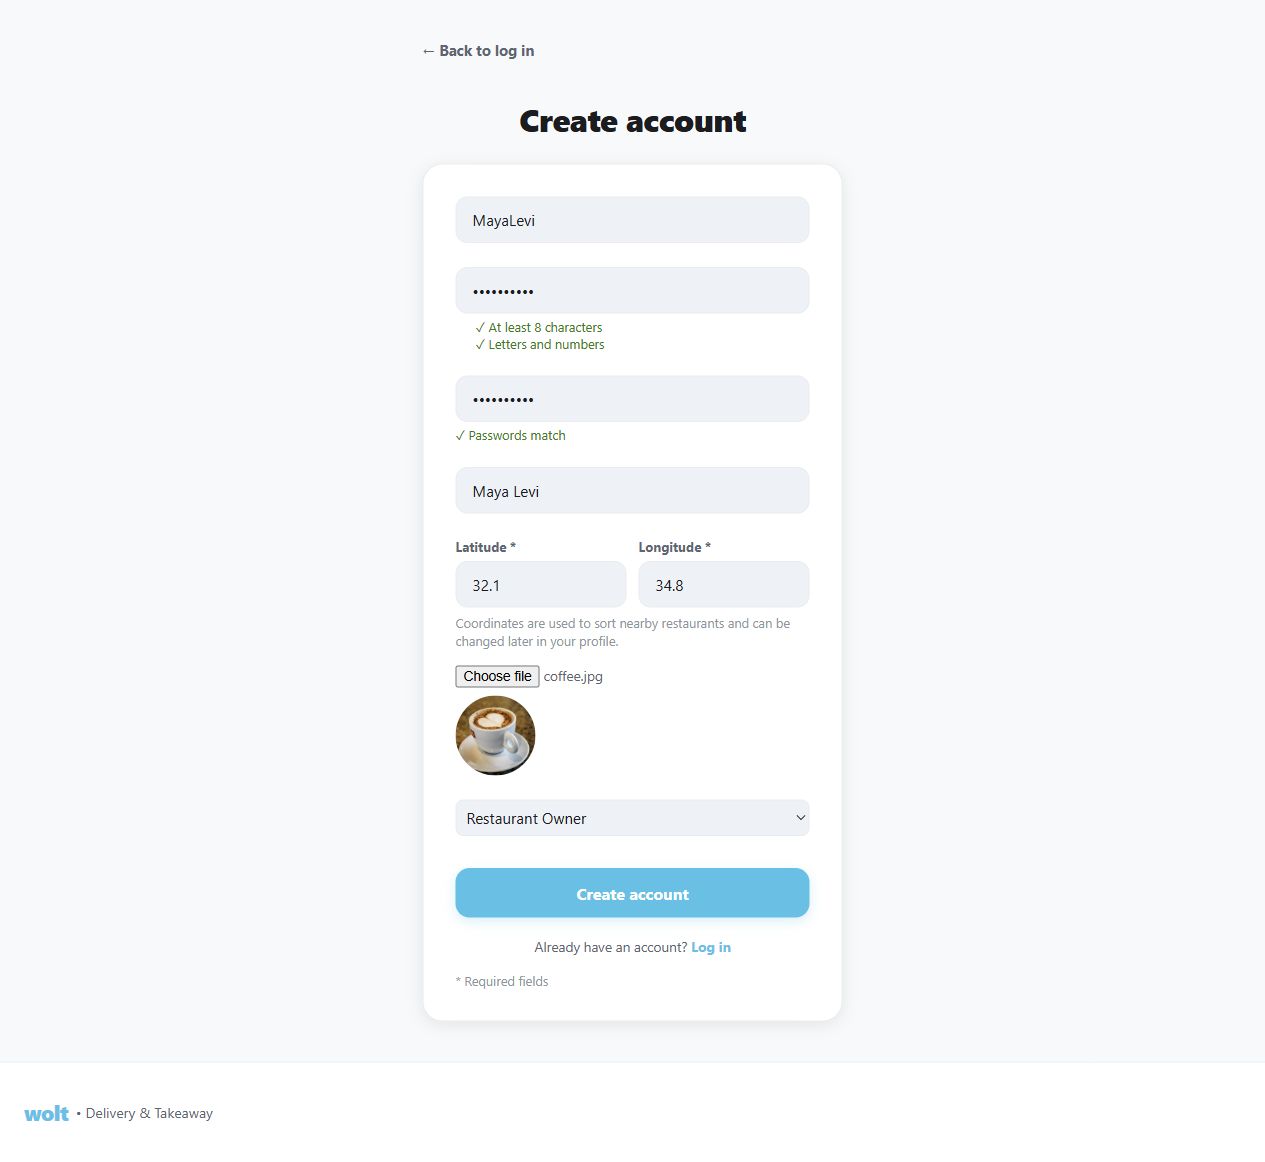 ← Back to log in
Create account
MayaLevi
••••••••••
✓ At least 8 characters
✓ Letters and numbers
••••••••••
✓ Passwords match
Maya Levi
Latitude * Longitude *
32.1 34.8
Coordinates are used to sort nearby restaurants and can be
changed later in your profile.
Choose file coffee.jpg
Restaurant Owner
Create account
Already have an account? Log in
* Required fields
wolt • Delivery & Takeaway